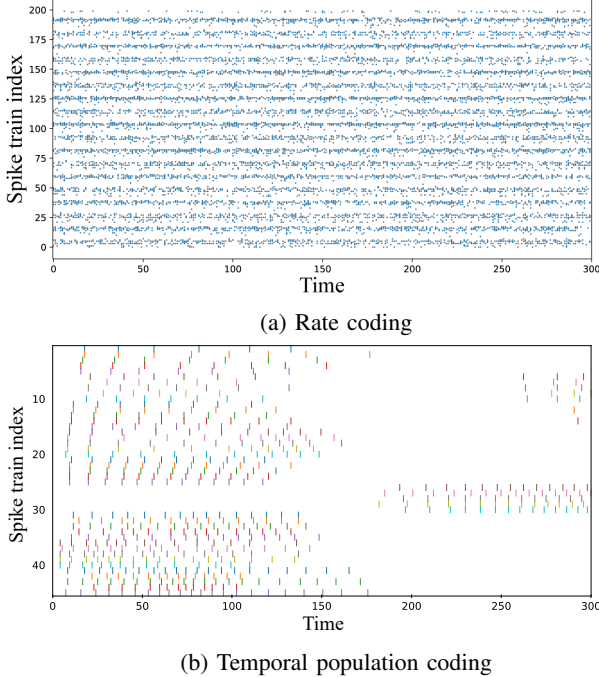 200
175
150
125
100
75
50
25
0
Spike train index
0 50 100 150 200 250 300
Time
(a) Rate coding
10
20
30
40
Spike train index
0 50 100 150 200 250 300
Time
(b) Temporal population coding